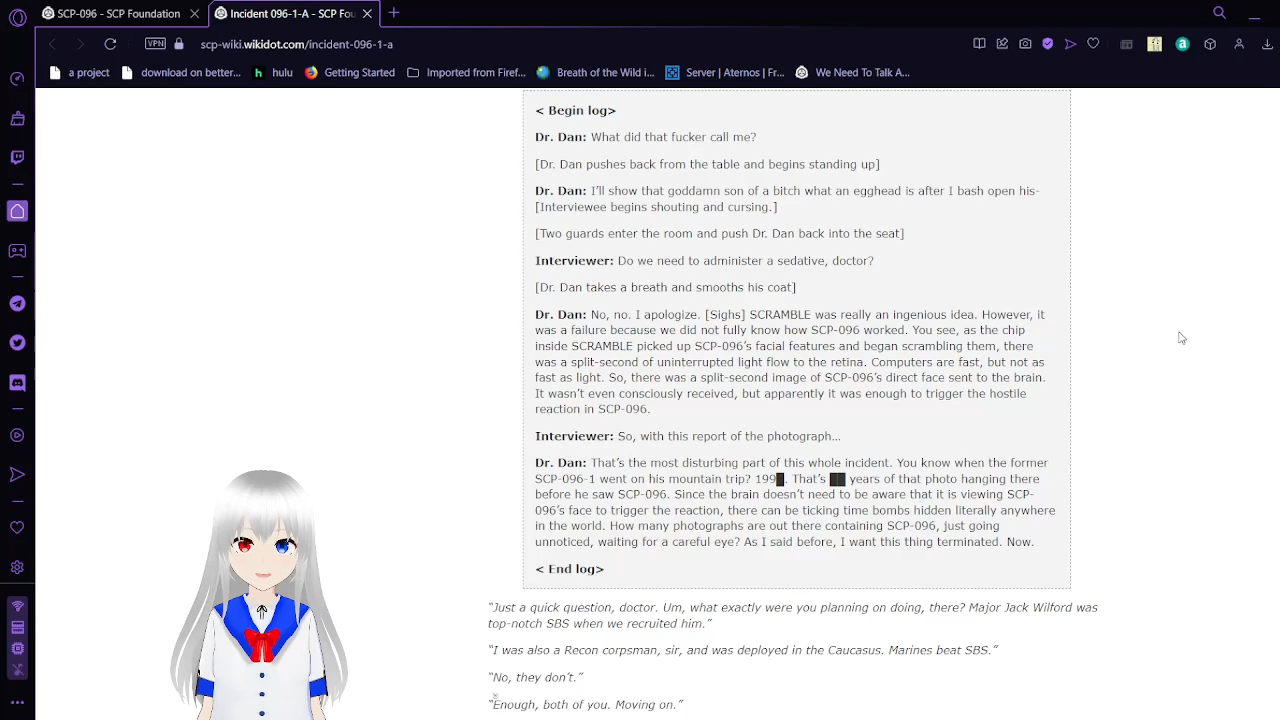 SCP-096 - SCP Foundation
Incident 096-1-A - SCP Fou
VPN
scp-wiki.wikidot.com/incident-096-1-a
a project
download on better...
hulu
Getting Started
Imported from Firef...
Breath of the Wild i...
Server | Aternos | Fr...
We Need To Talk A...
< Begin log>
Dr. Dan: What did that fucker call me?
[Dr. Dan pushes back from the table and begins standing up]
Dr. Dan: I'll show that goddamn son of a bitch what an egghead is after I bash open his-
[Interviewee begins shouting and cursing.]
[Two guards enter the room and push Dr. Dan back into the seat]
Interviewer: Do we need to administer a sedative, doctor?
[Dr. Dan takes a breath and smooths his coat]
Dr. Dan: No, no. I apologize. [Sighs] SCRAMBLE was really an ingenious idea. However, it
was a failure because we did not fully know how SCP-096 worked. You see, as the chip
inside SCRAMBLE picked up SCP-096's facial features and began scrambling them, there
was a split-second of uninterrupted light flow to the retina. Computers are fast, but not as
fast as light. So, there was a split-second image of SCP-096's direct face sent to the brain.
It wasn't even consciously received, but apparently it was enough to trigger the hostile
reaction in SCP-096.
Interviewer: So, with this report of the photograph...
Dr. Dan: That's the most disturbing part of this whole incident. You know when the former
SCP-096-1 went on his mountain trip? 199█. That's ██ years of that photo hanging there
before he saw SCP-096. Since the brain doesn't need to be aware that it is viewing SCP-
096's face to trigger the reaction, there can be ticking time bombs hidden literally anywhere
in the world. How many photographs are out there containing SCP-096, just going
unnoticed, waiting for a careful eye? As I said before, I want this thing terminated. Now.
< End log>
"Just a quick question, doctor. Um, what exactly were you planning on doing, there? Major Jack Wilford was
top-notch SBS when we recruited him."
"I was also a Recon corpsman, sir, and was deployed in the Caucasus. Marines beat SBS."
"No, they don't."
"Enough, both of you. Moving on."